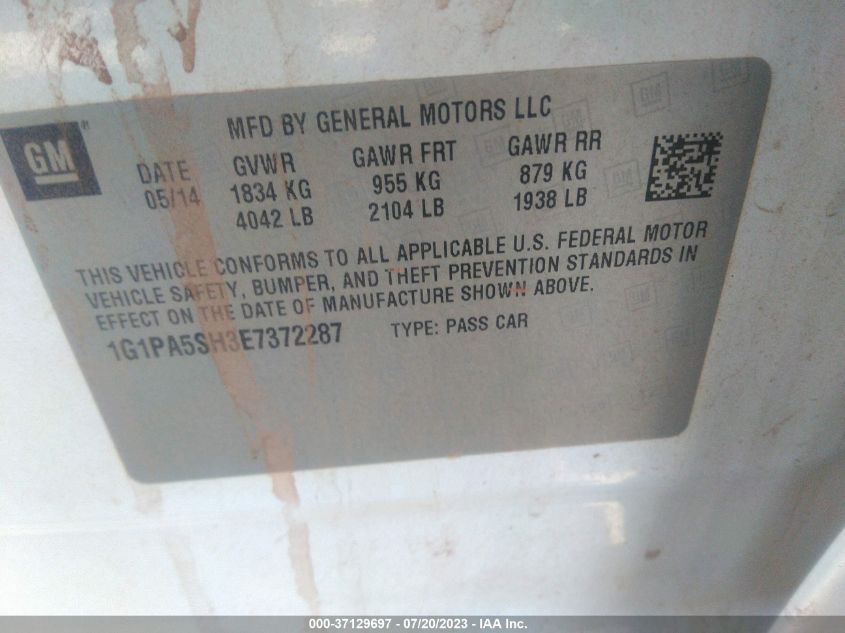 MFD BY GENERAL MOTORS LLC
GM®
DATE GVWR GAWR FRT GAWR RR
05/14 1834 KG 955 KG 879 KG
4042 LB 2104 LB 1938 LB
THIS VEHICLE CONFORMS TO ALL APPLICABLE U.S. FEDERAL MOTOR
VEHICLE SAFETY, BUMPER, AND THEFT PREVENTION STANDARDS IN
EFFECT ON THE DATE OF MANUFACTURE SHOWN ABOVE.
1G1PA5SH3E7372287 TYPE: PASS CAR
000-37129697 - 07/20/2023 - IAA Inc.